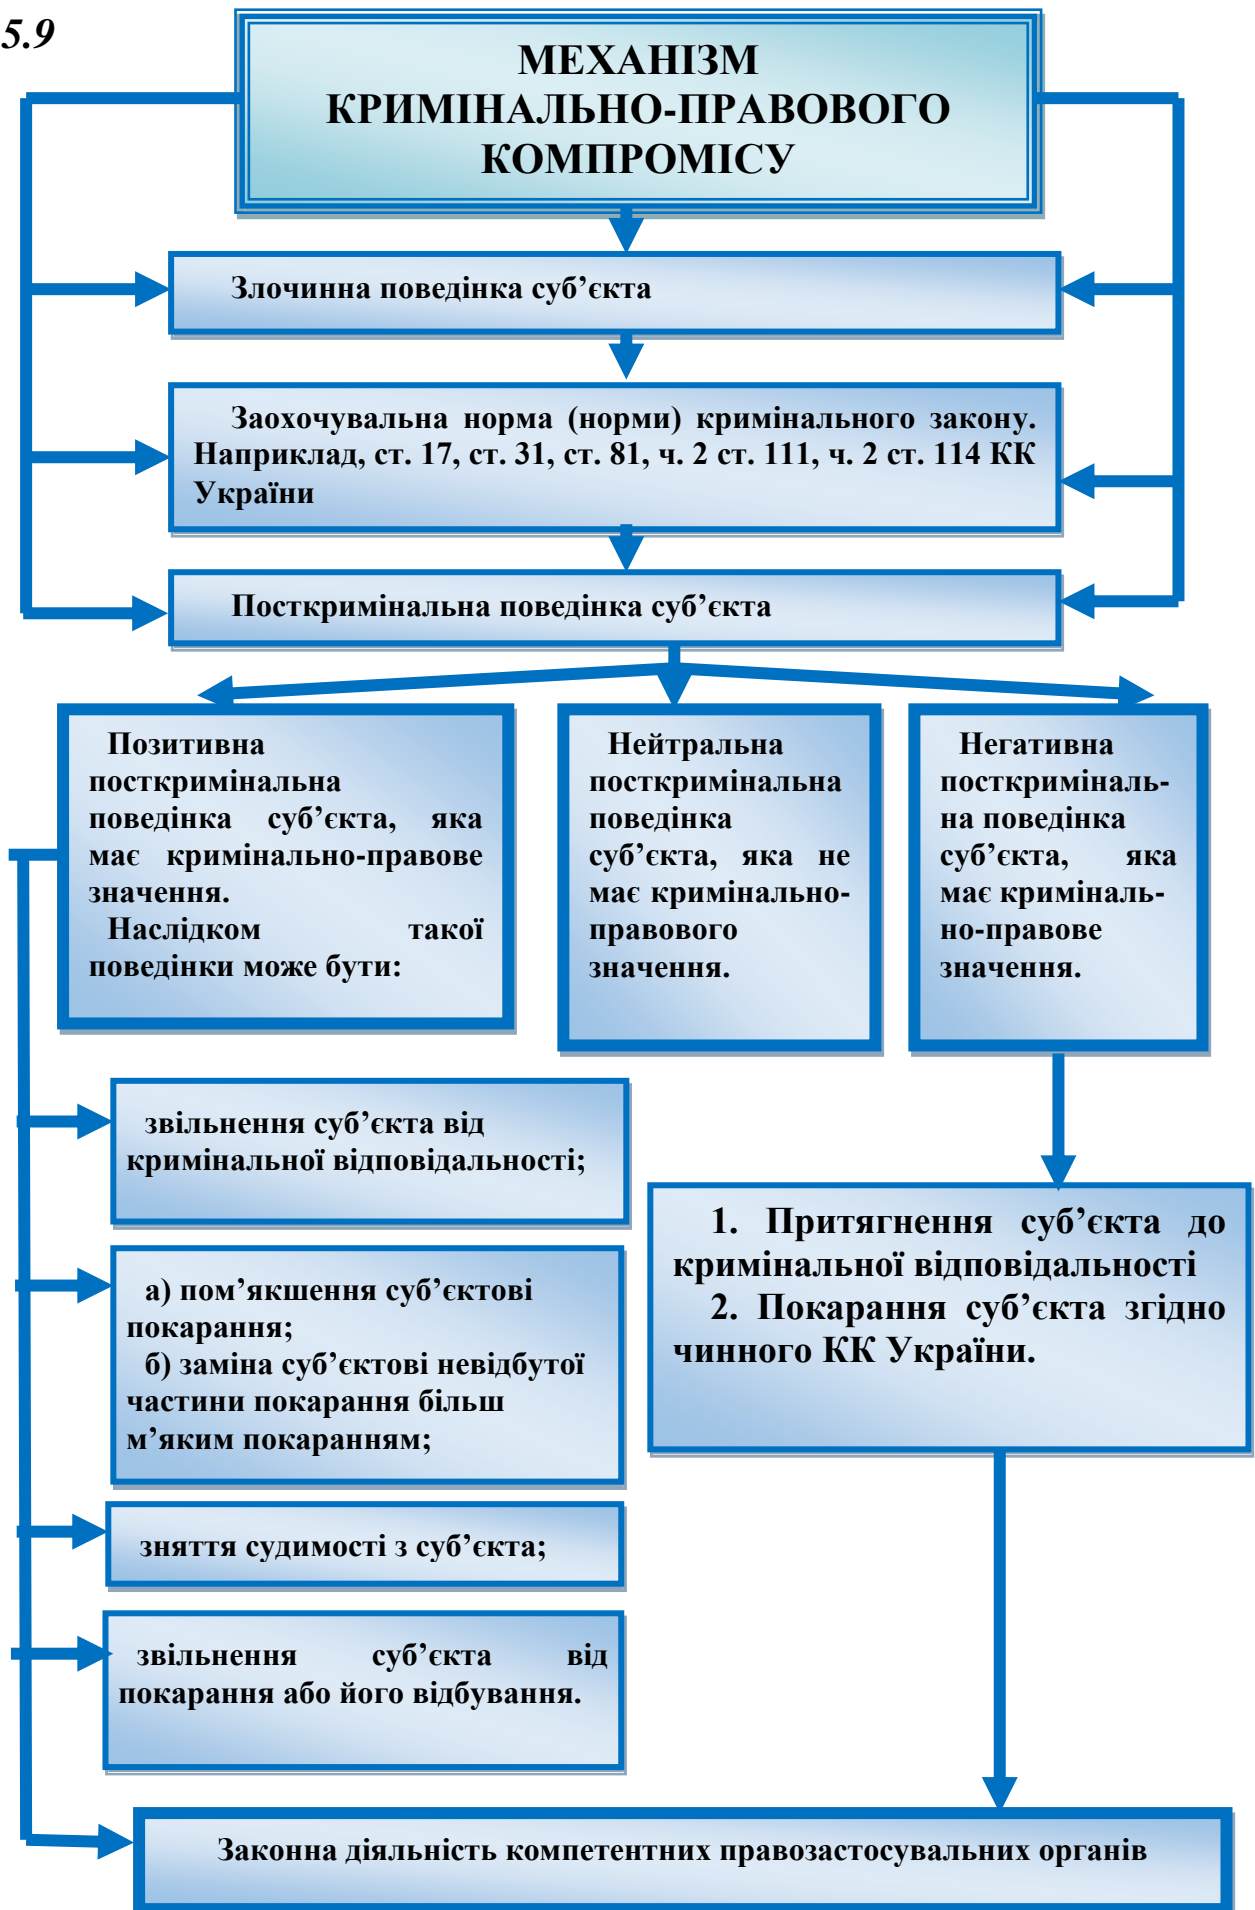 5.9
МЕХАНІЗМ
КРИМІНАЛЬНО-ПРАВОВОГО
КОМПРОМІСУ
Злочинна поведінка суб’єкта
Заохочувальна норма (норми) кримінального закону.
Наприклад, ст. 17, ст. 31, ст. 81, ч. 2 ст. 111, ч. 2 ст. 114 КК
України
Посткримінальна поведінка суб’єкта
Позитивна
посткримінальна
поведінка суб’єкта, яка
має кримінально-правове
значення.
Наслідком такої
поведінки може бути:
Нейтральна
посткримінальна
поведінка
суб’єкта, яка не
має кримінально-
правового
значення.
Негативна
посткриміналь-
на поведінка
суб’єкта, яка
має криміналь-
но-правове
значення.
звільнення суб’єкта від
кримінальної відповідальності;
а) пом’якшення суб’єктові
покарання;
б) заміна суб’єктові невідбутої
частини покарання більш
м’яким покаранням;
зняття судимості з суб’єкта;
звільнення суб’єкта від
покарання або його відбування.
1. Притягнення суб’єкта до
кримінальної відповідальності
2. Покарання суб’єкта згідно
чинного КК України.
Законна діяльність компетентних правозастосувальних органів